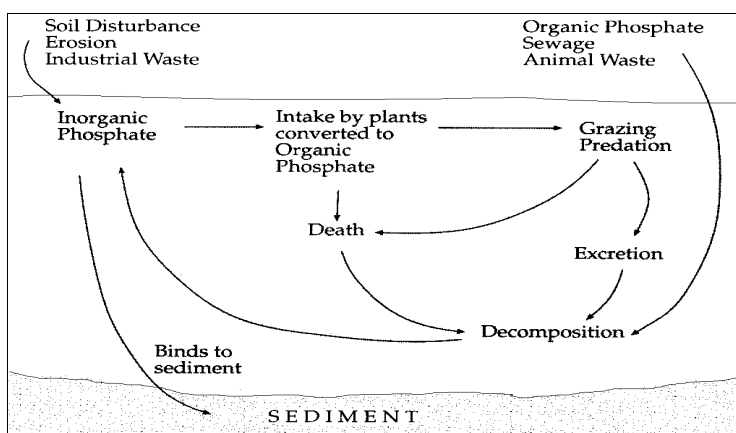 Soil Disturbance
Erosion
Industrial Waste
Organic Phosphate
Sewage
Animal Waste
Inorganic
Phosphate
Intake by plants
converted to
Organic
Phosphate
Grazing
Predation
Death
Excretion
Decomposition
Binds to
sediment
SEDIMENT